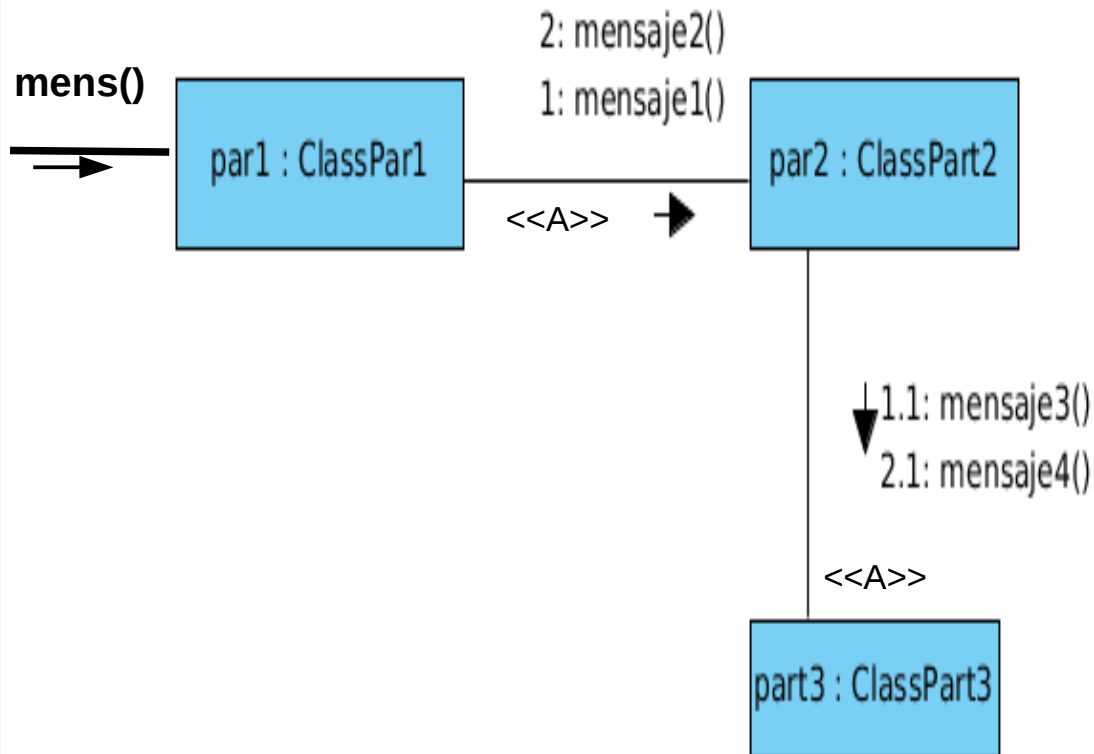 2: mensaje2()
mens()
1: mensaje1()
par1 : ClassPar1
par2 : ClassPart2
<<A>>
1.1: mensaje3()
2.1: mensaje4()
<<A>>
part3 : ClassPart3